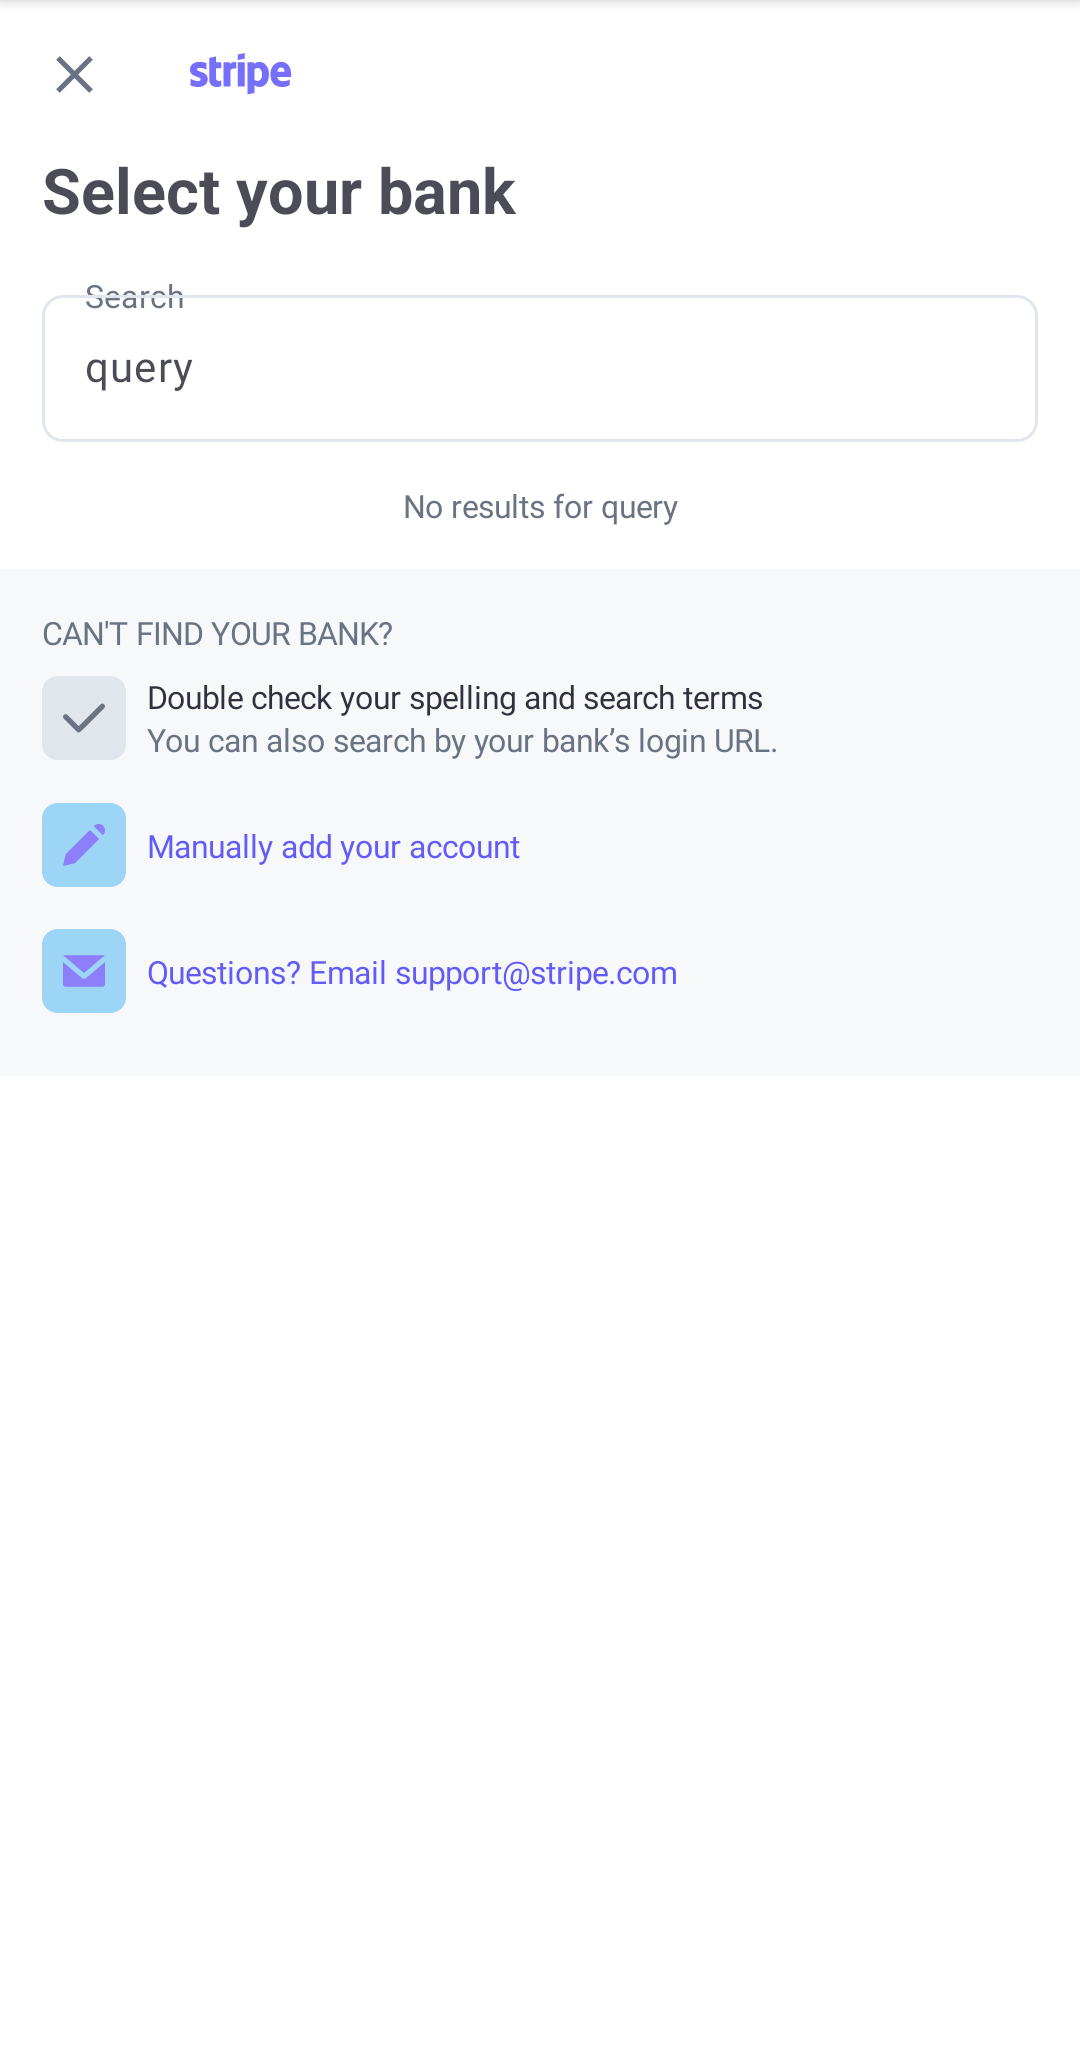 stripe
Select your bank
Search
query
No results for query
CAN'T FIND YOUR BANK?
Double check your spelling and search terms
You can also search by your bank’s login URL.
Manually add your account
Questions? Email support@stripe.com